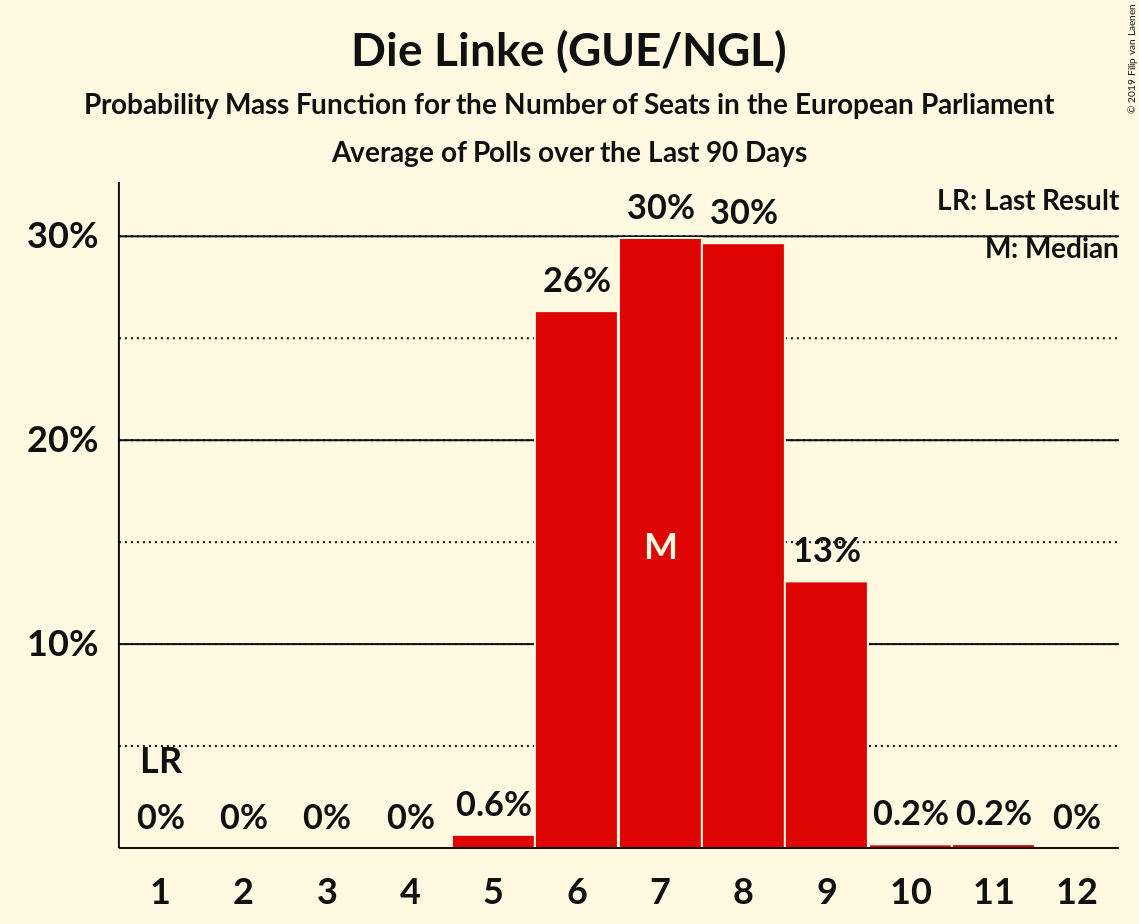 Die Linke (GUE/NGL)
Probability Mass Function for the Number of Seats in the European Parliament
Average of Polls over the Last 90 Days
© 2019 Filip van Laenen
LR: Last Result
M: Median
30%
20%
10%
LR
0%
0%
0%
0%
0.6%
26%
30%
30%
13%
0.2%
0.2%
0%
M
1 2 3 4 5 6 7 8 9 10 11 12